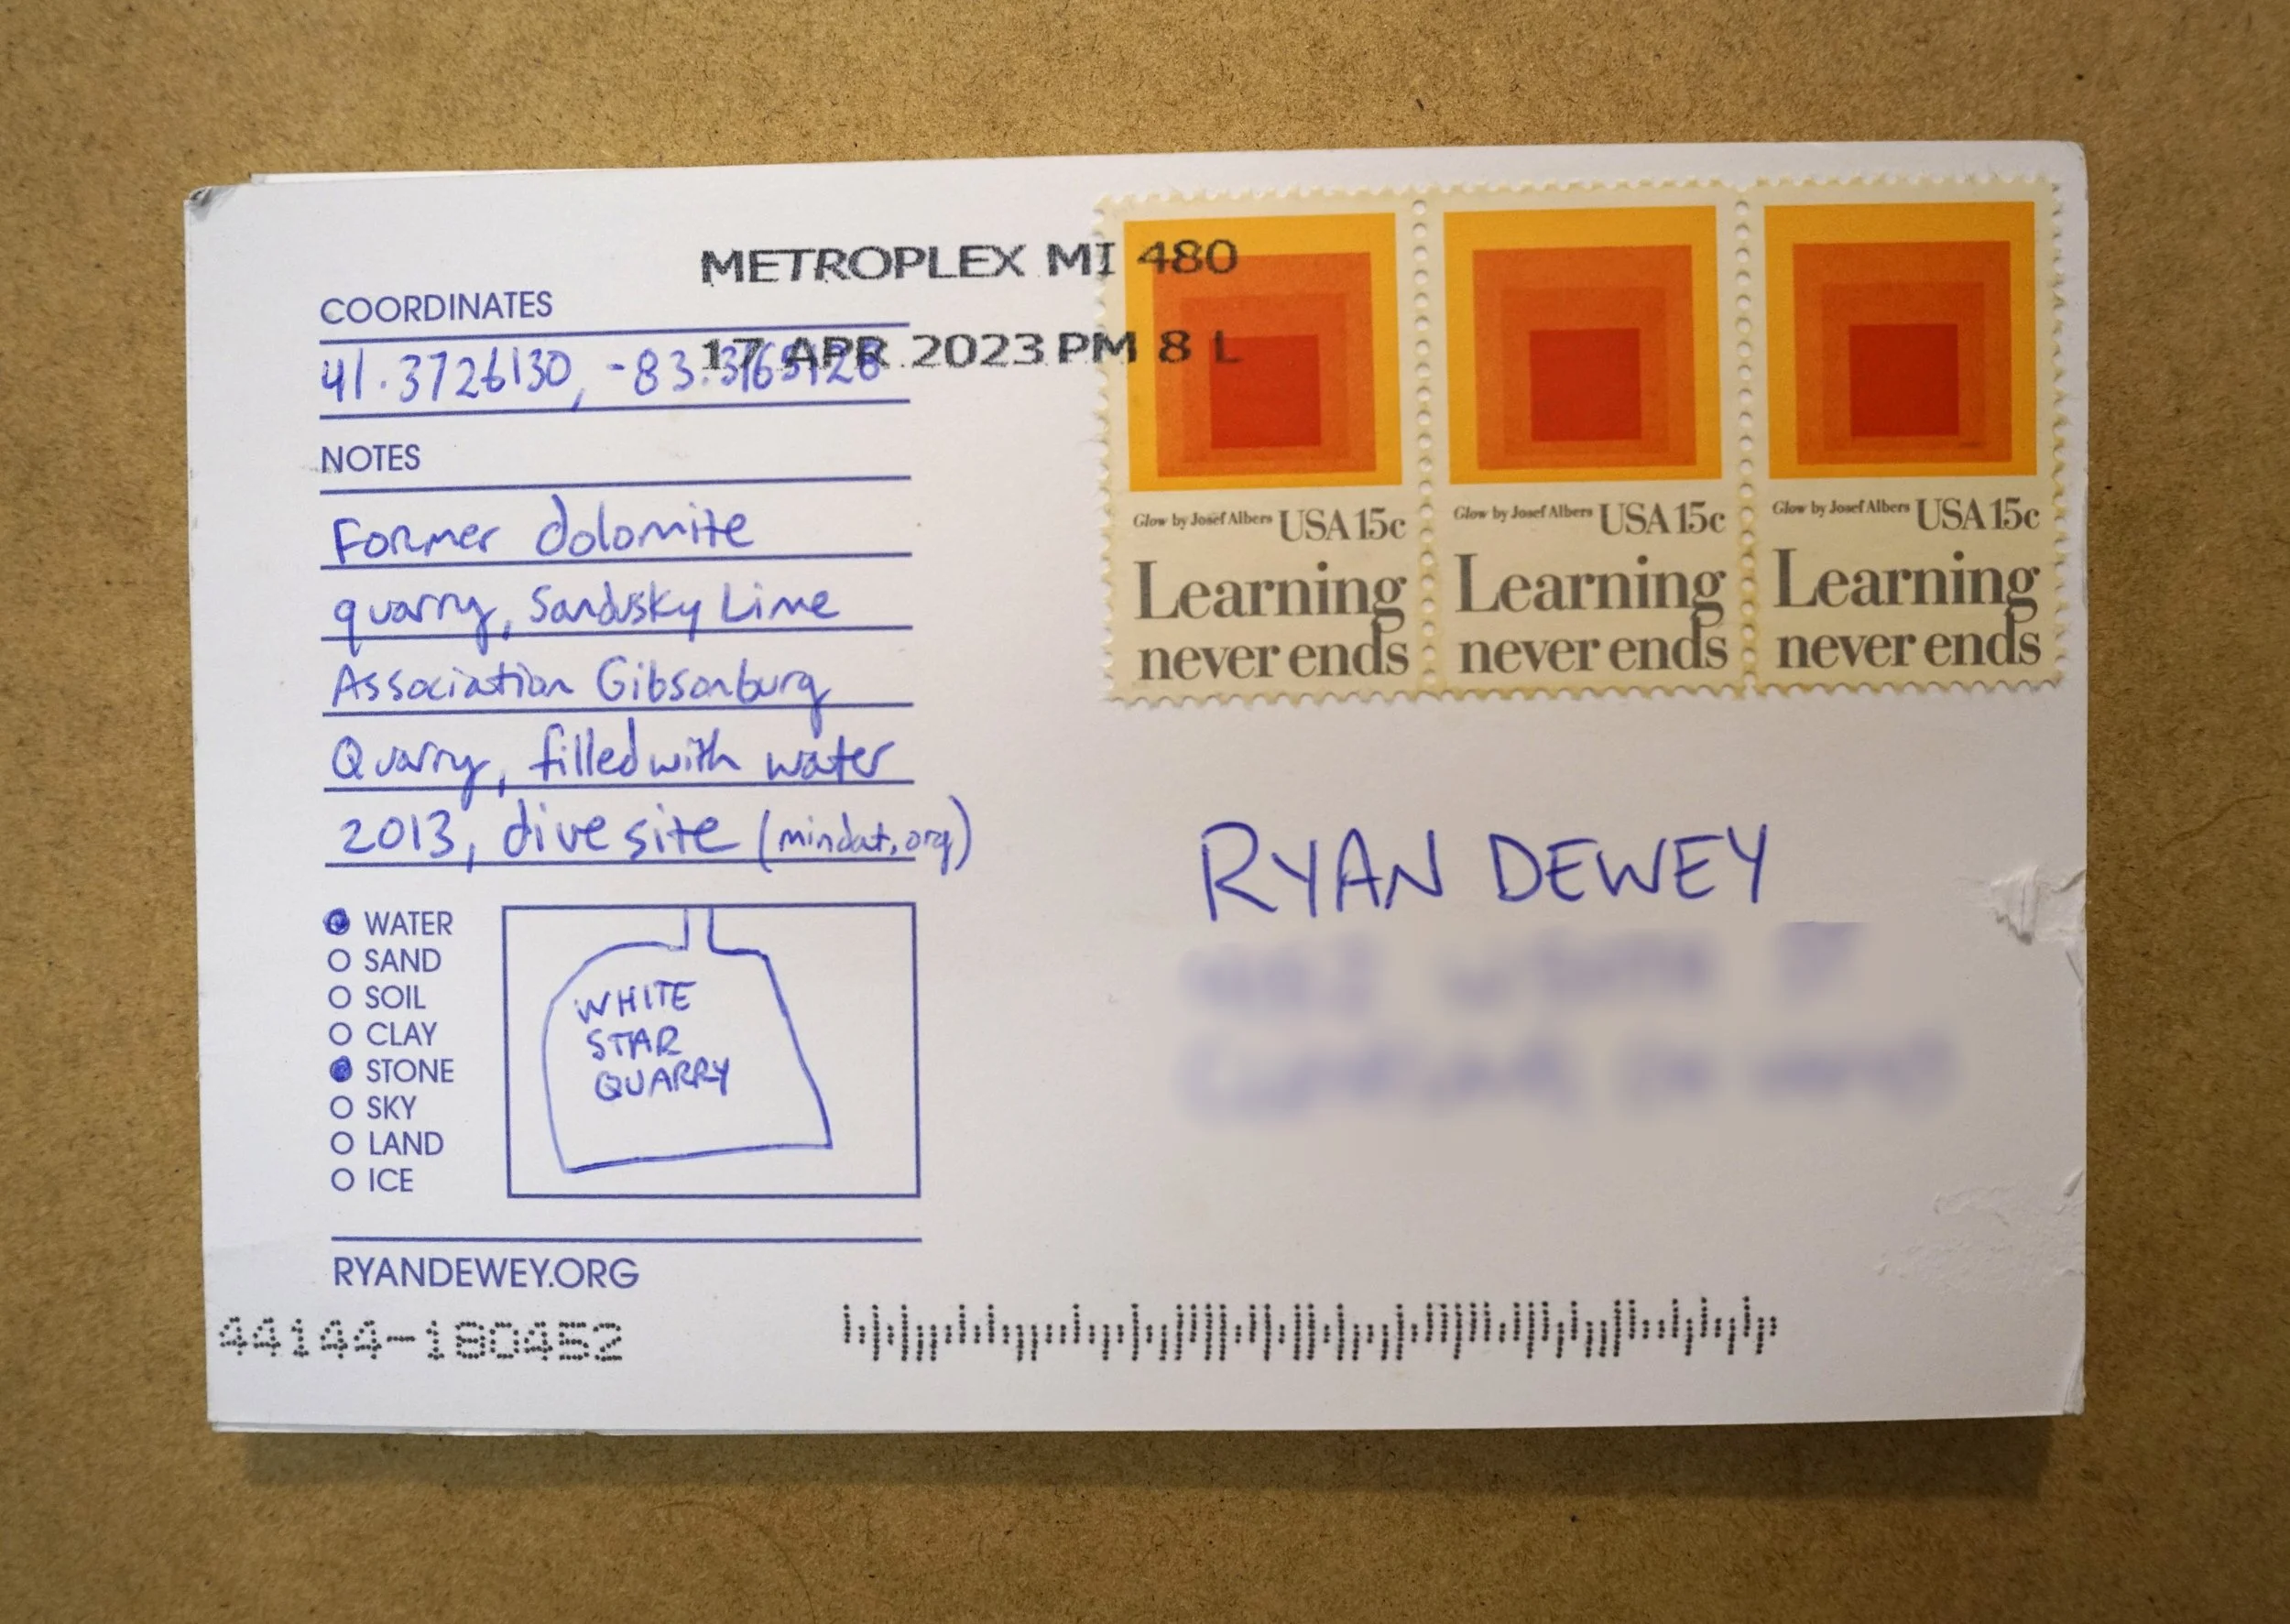 METROPLEX MI 480
17 APR 2023 PM 8 L
COORDINATES
41.3726130,
NOTES
Former dolomite
quarry, Sandusky Lime
Association Gibsonburg
Quarry, filled with water
2013, dive site (mindat.org)
WATER
SAND
SOIL
CLAY
STONE
SKY
LAND
ICE
WHITE
STAR
QUARRY
RYANDEWEY.ORG
44144-180452
Glow by Josef Albers USA 15c
Learning
never ends
Glow by Josef Albers USA 15c
Learning
never ends
Glow by Josef Albers USA 15c
Learning
never ends
RYAN DEWEY